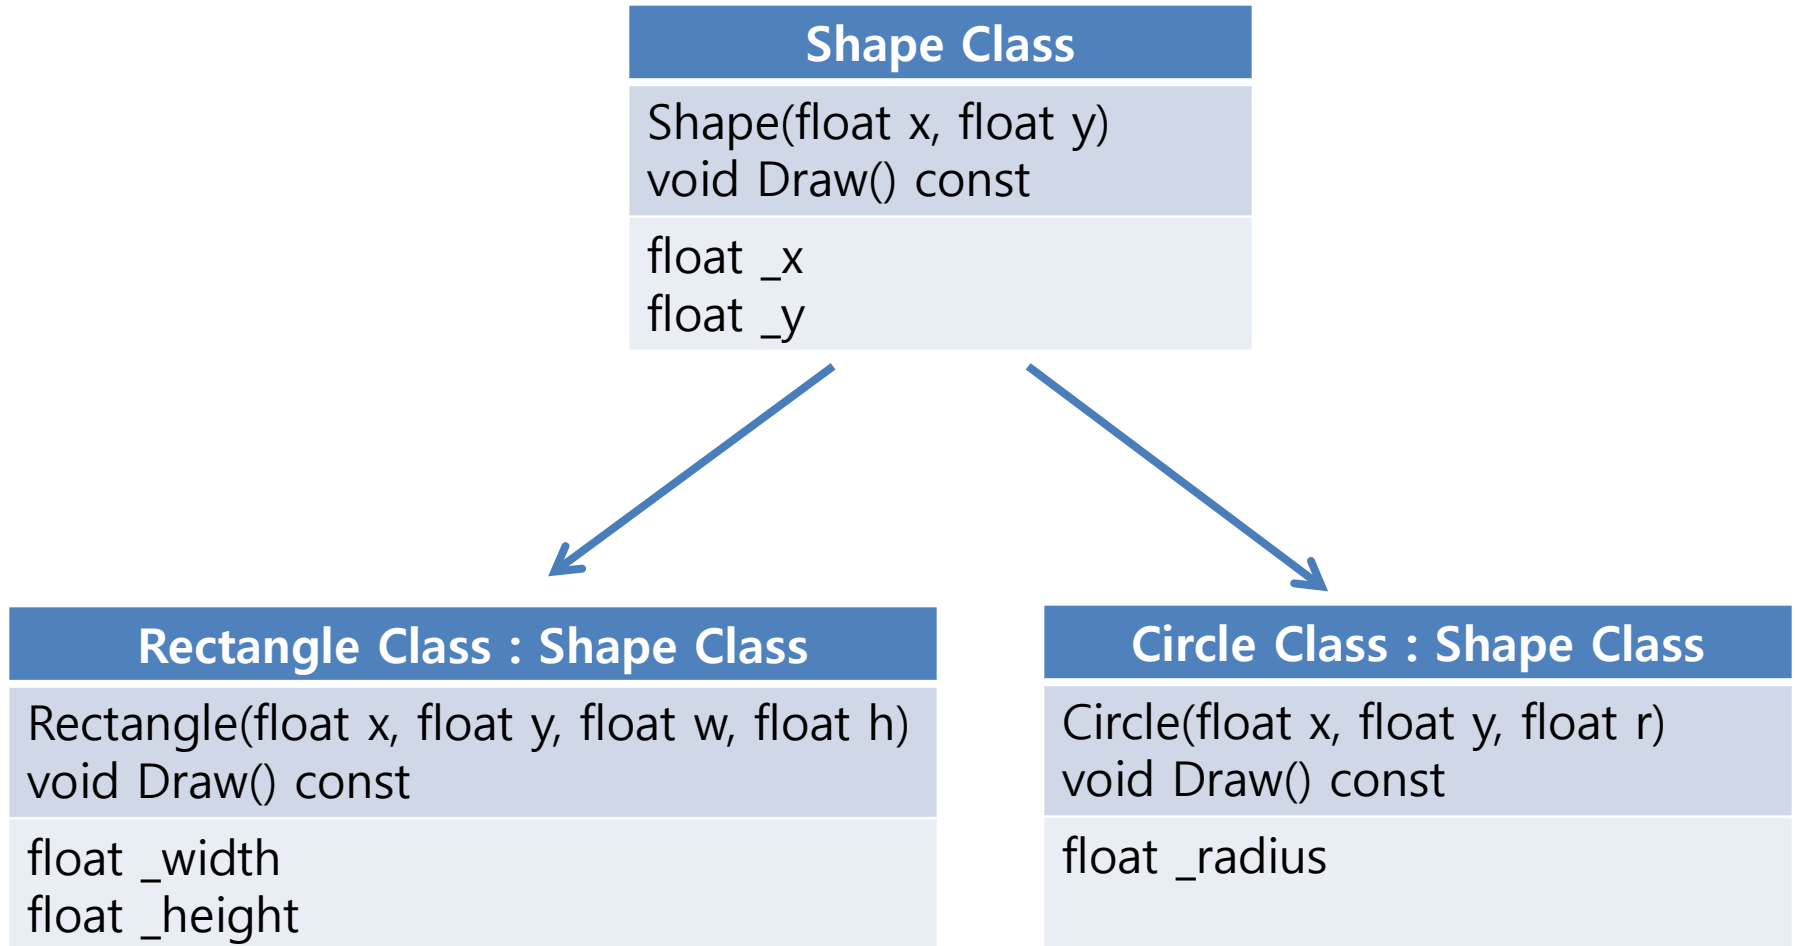 Shape Class
Shape(float x, float y)
void Draw() const
float _x
float _y
Rectangle Class : Shape Class
Rectangle(float x, float y, float w, float h)
void Draw() const
float _width
float _height
Circle Class : Shape Class
Circle(float x, float y, float r)
void Draw() const
float _radius